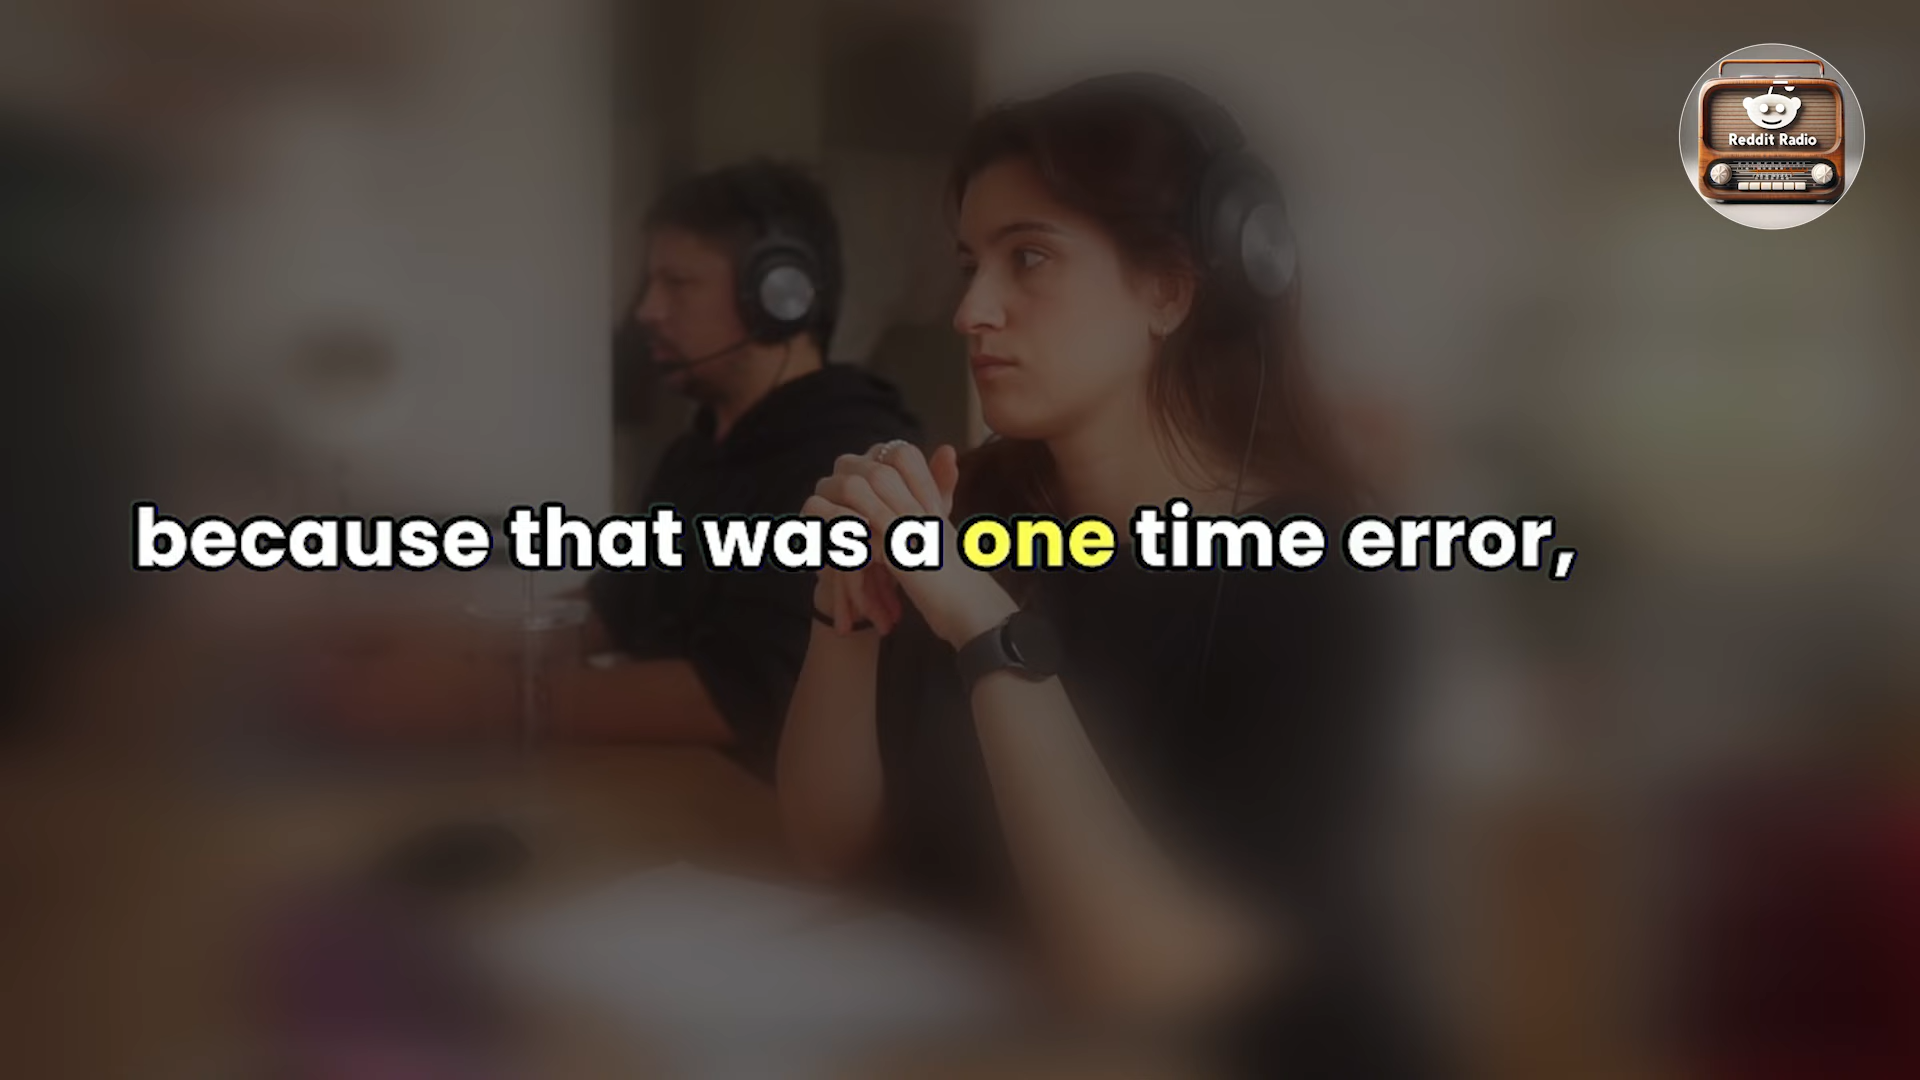 Reddit Radio
because that was a one time error,